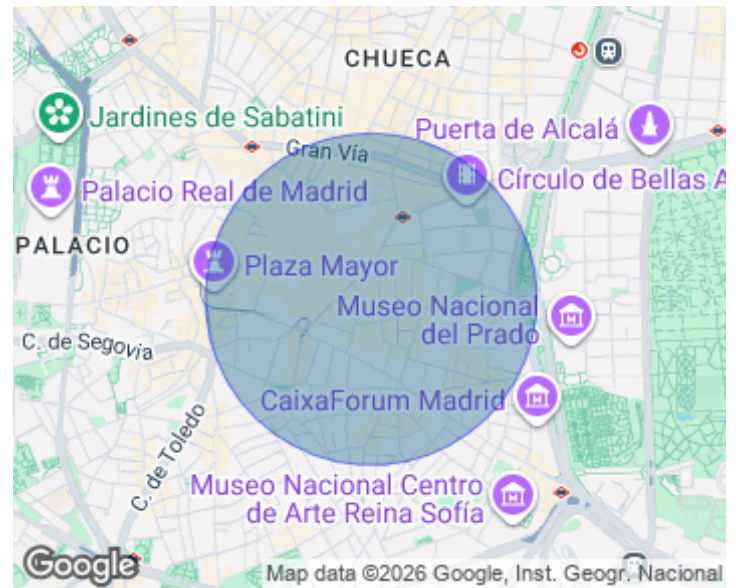 CHUECA
Jardines de Sabatini
Puerta de Alcalá
Gran Vía
Palacio Real de Madrid
Círculo de Bellas A
PALACIO
Plaza Mayor
Museo Nacional
del Prado
C. de Segovia
CaixaForum Madrid
C. de Toledo
Museo Nacional Centro
de Arte Reina Sofía
Google
Map data ©2026 Google, Inst. Geogr. Nacional